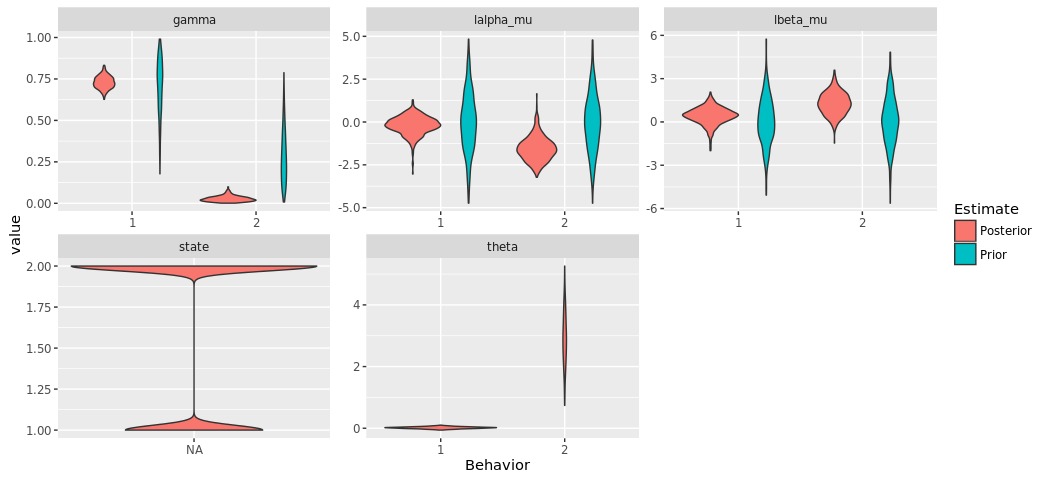 gamma
lalpha_mu
lbeta_mu
1.00
0.75
0.50
0.25
0.00
1
2
5.0
2.5
0.0
-2.5
-5.0
1
2
6
3
0
-3
-6
1
2
value
state
theta
2.00
1.75
1.50
1.25
1.00
NA
4
2
0
1
2
Behavior
Estimate
Posterior
Prior